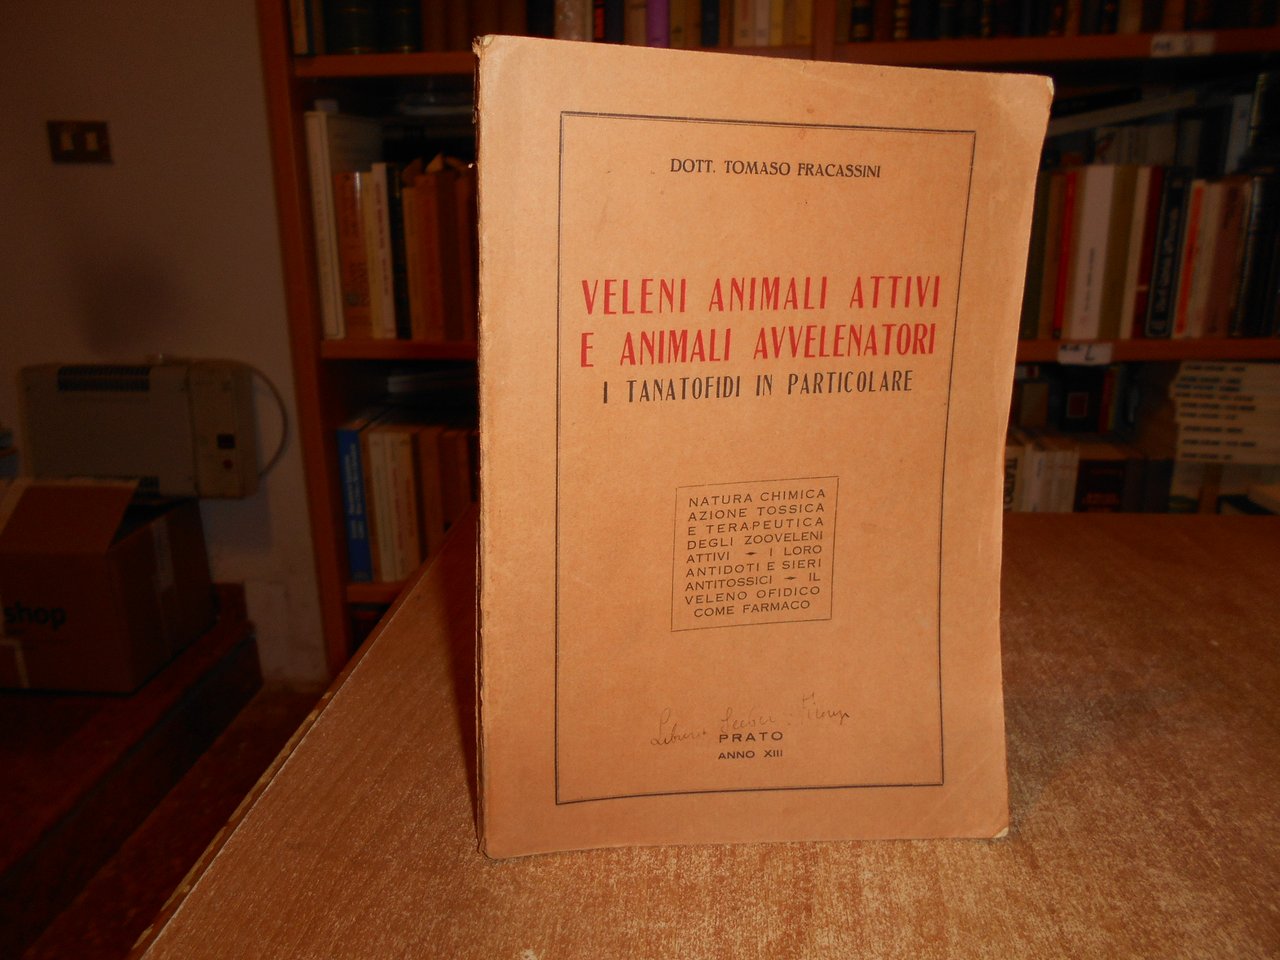 DOTT. TOMASO FRACASSINI
VELENI ANIMALI ATTIVI
E ANIMALI AVVELENATORI
I TANATOFIDI IN PARTICOLARE
NATURA CHIMICA
AZIONE TOSSICA
E TERAPEUTICA
DEGLI ZOOVELENI
ATTIVI - I LORO
ANTIDOTI E SIERI
ANTITOSSICI - IL
VELENO OFIDICO
COME FARMACO
PRATO
ANNO XIII
shop